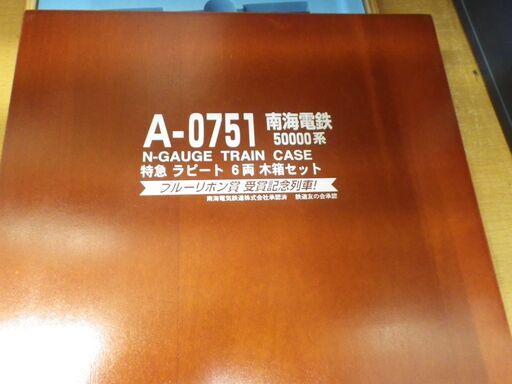 A-0751 南海電鉄
50000系
N-GAUGE TRAIN CASE
特急 ラピート 6両 木箱セット
ブルーリボン賞 受賞記念列車!
南海電気鉄道株式会社承認済 鉄道友の会承認